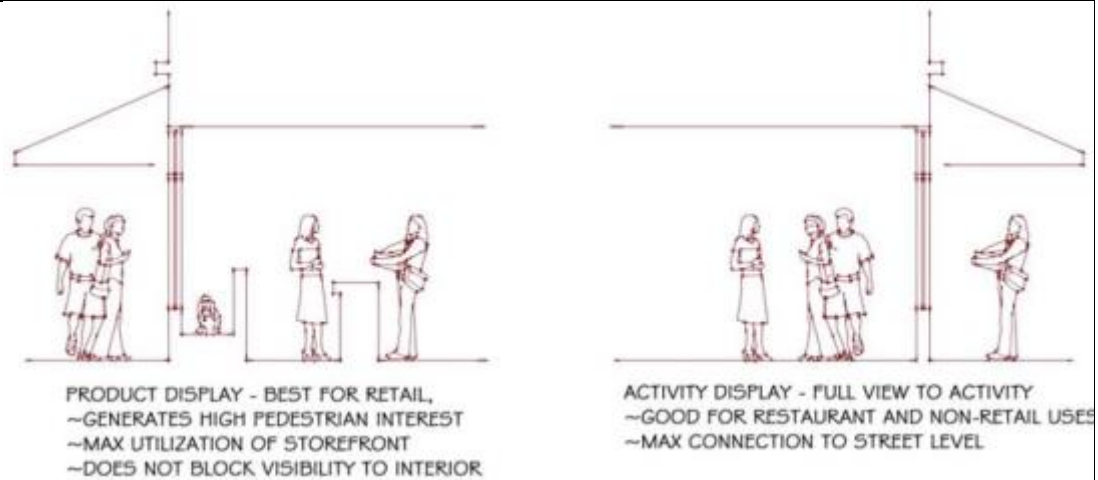 PRODUCT DISPLAY - BEST FOR RETAIL,
~GENERATES HIGH PEDESTRIAN INTEREST
~MAX UTILIZATION OF STOREFRONT
~DOES NOT BLOCK VISIBILITY TO INTERIOR
ACTIVITY DISPLAY - FULL VIEW TO ACTIVITY
~GOOD FOR RESTAURANT AND NON-RETAIL USES
~MAX CONNECTION TO STREET LEVEL